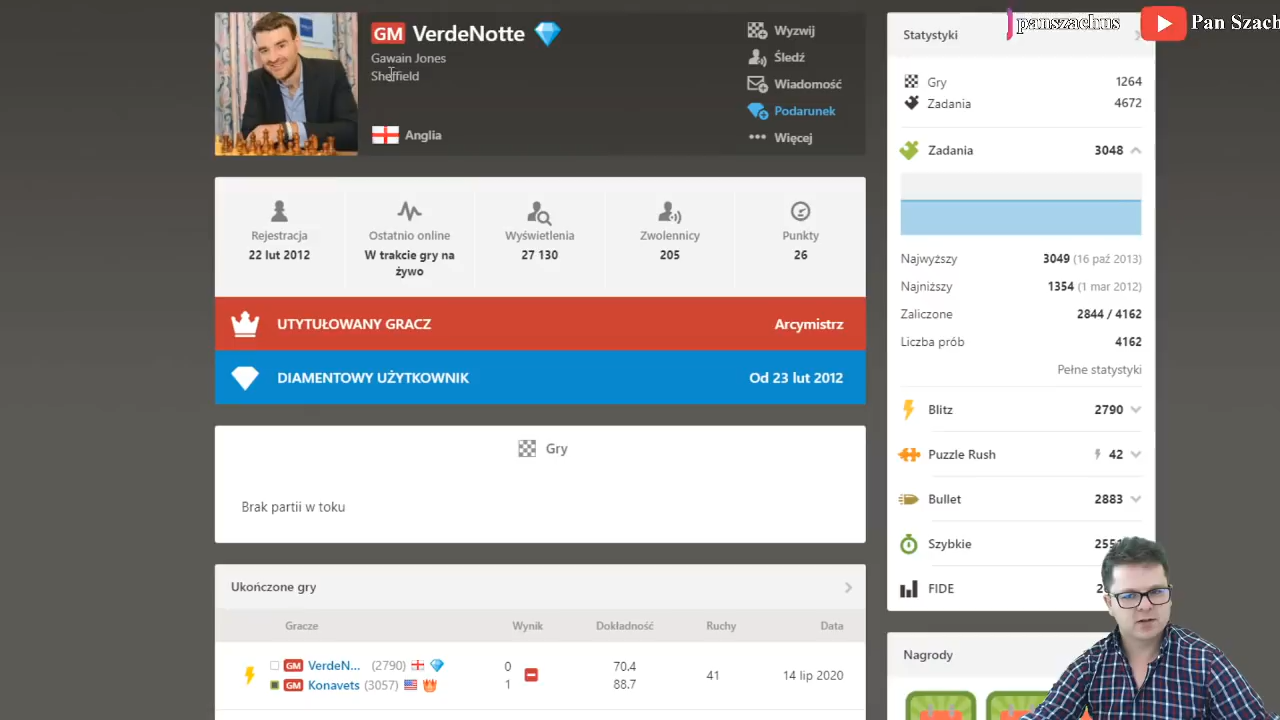 GM VerdeNotte
Gawain Jones
Sheffield
Anglia
Wyzwij
Śledź
Wiadomość
Podarunek
Więcej
panszachus
Pan Szach
Rejestracja
22 lut 2012
Ostatnio online
W trakcie gry na
żywo
Wyświetlenia
27 130
Zwolennicy
205
Punkty
26
UTYTUŁOWANY GRACZ Arcymistrz
DIAMENTOWY UŻYTKOWNIK Od 23 lut 2012
Gry
Brak partii w toku
Ukończone gry
Gracze Wynik Dokładność Ruchy Data
GM VerdeN... (2790) 0 70.4
GM Konavets (3057) 1 88.7
41 14 lip 2020
Statystyki
Gry 1264
Zadania 4672
Zadania 3048
Najwyższy 3049 (16 paź 2013)
Najniższy 1354 (1 mar 2012)
Zaliczone 2844 / 4162
Liczba prób 4162
Pełne statystyki
Blitz 2790
Puzzle Rush 42
Bullet 2883
Szybkie
FIDE
Nagrody